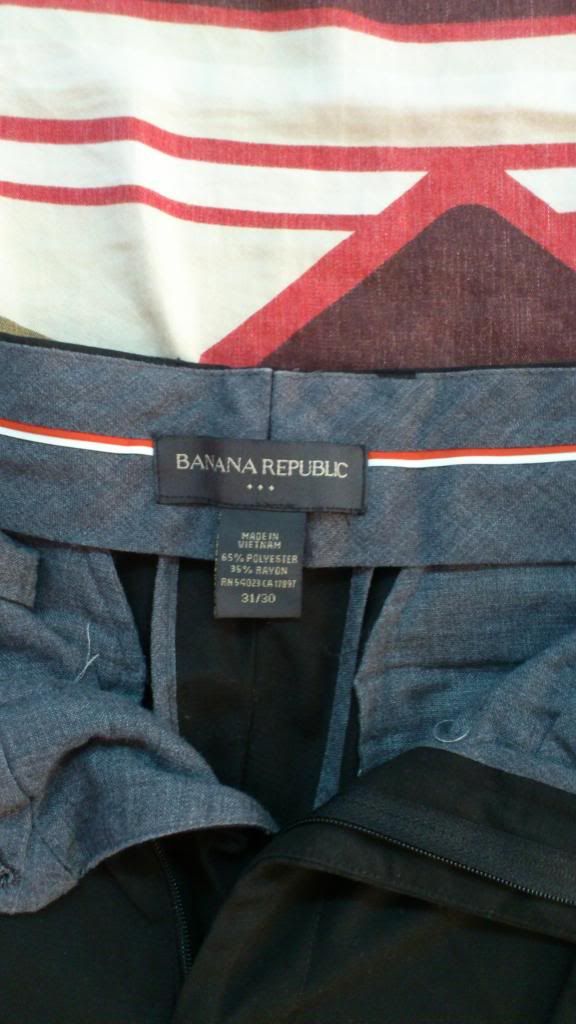 BANANA REPUBLIC
MADE IN
VIETNAM
65% POLYESTER
35% RAYON
RN 54023 CA 17897
31/30